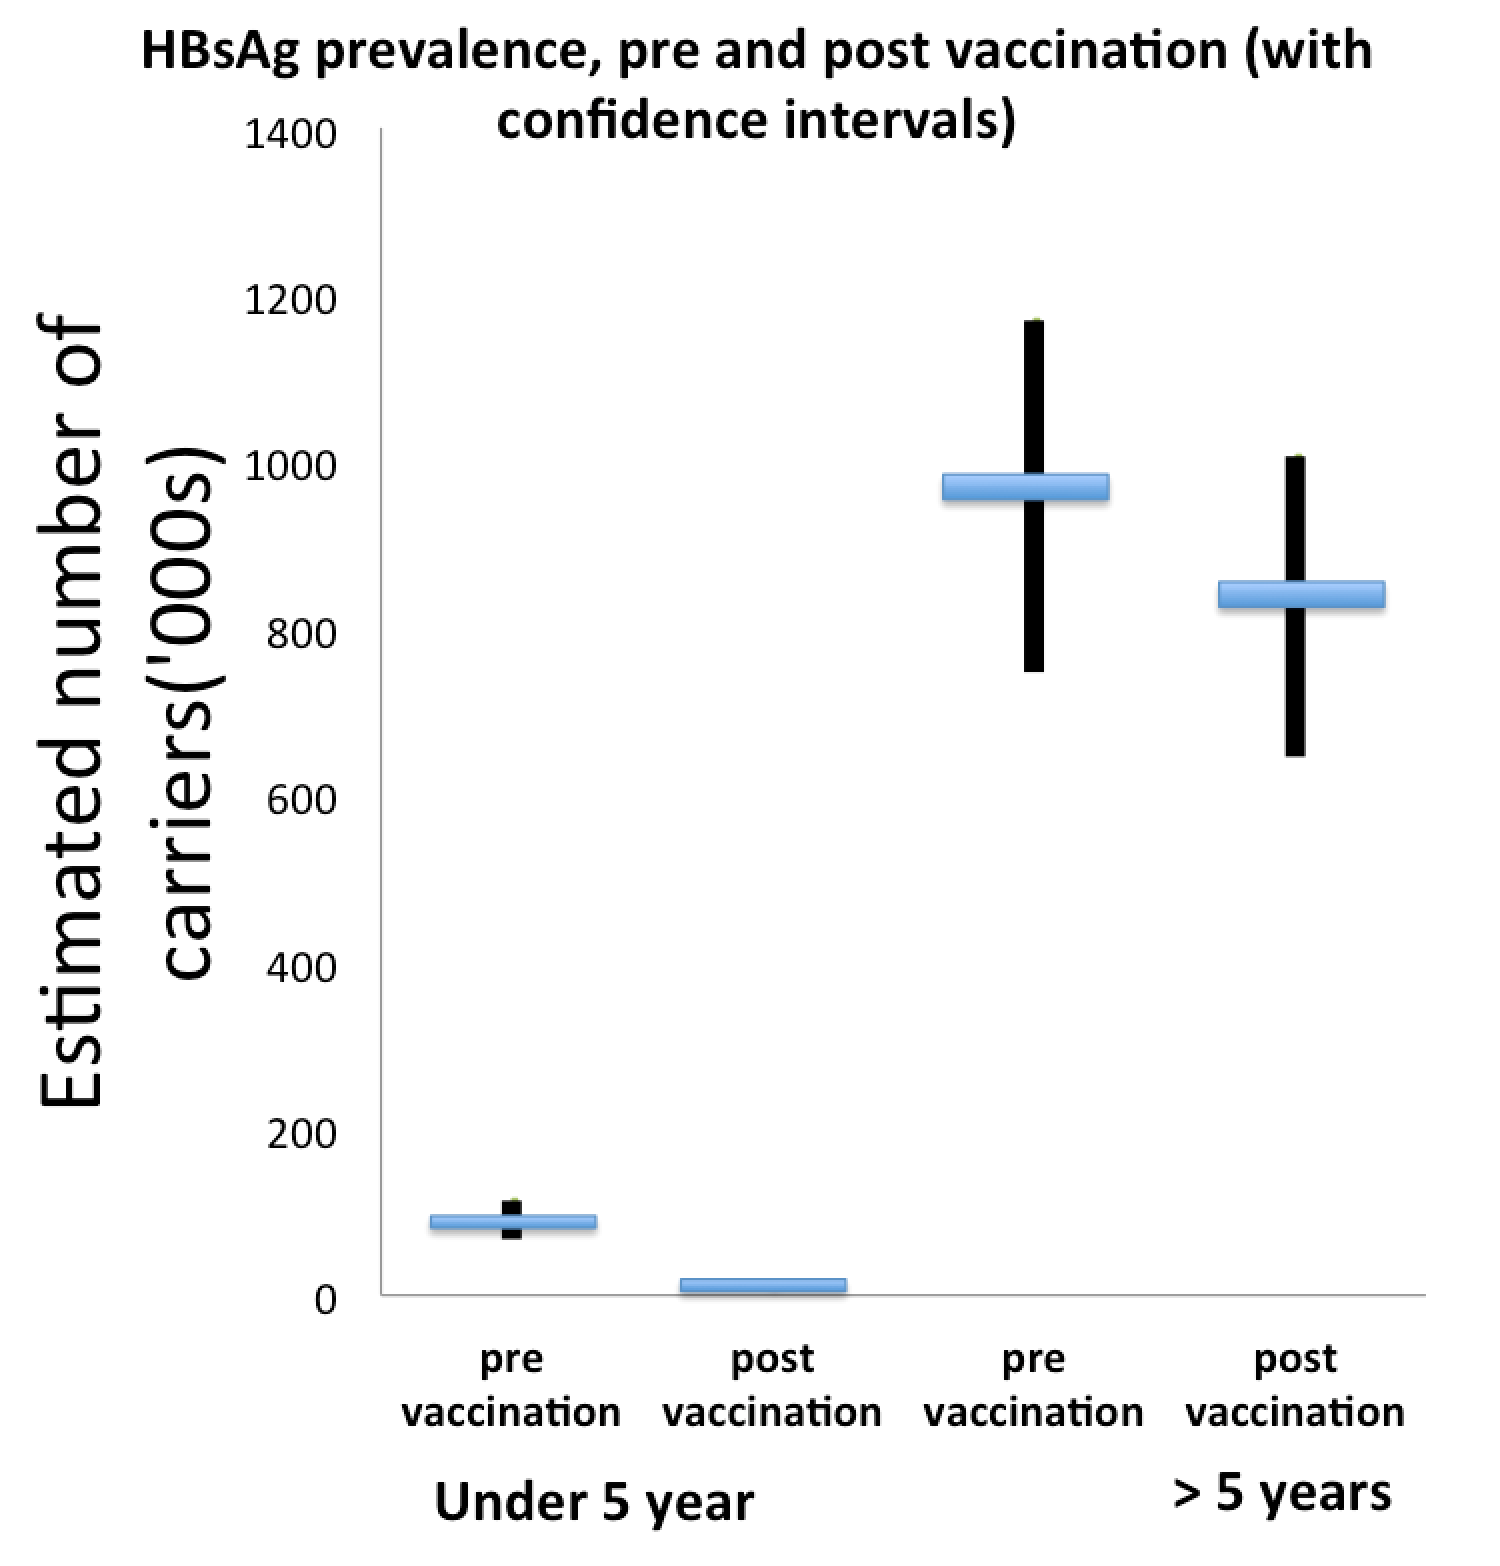 HBsAg prevalence, pre and post vaccination (with
confidence intervals)
Estimated number of
carriers('000s)
1400
1200
1000
800
600
400
200
0
pre
vaccination
post
vaccination
pre
vaccination
post
vaccination
Under 5 year
> 5 years